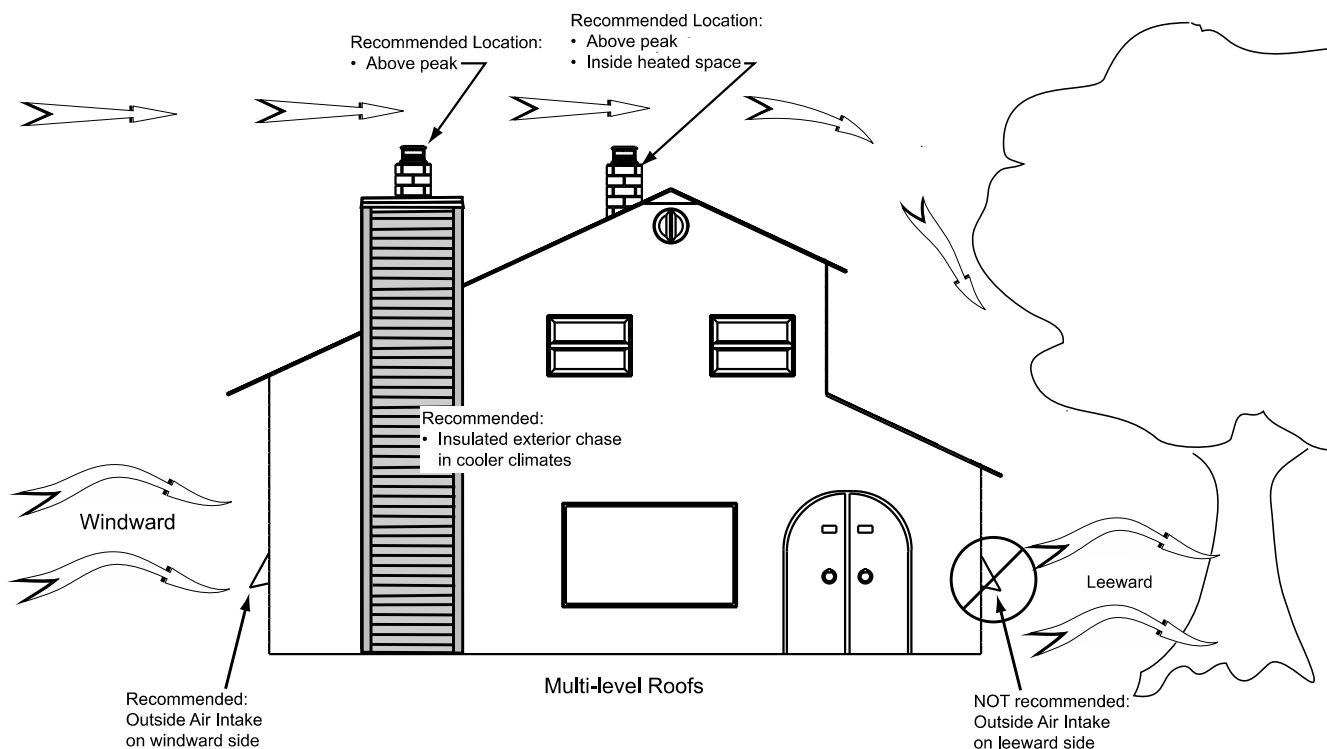 Recommended Location:
• Above peak
Recommended Location:
• Above peak
• Inside heated space
Recommended:
• Insulated exterior chase
in cooler climates
Windward
Leeward
Recommended:
Outside Air Intake
on windward side
Multi-level Roofs
NOT recommended:
Outside Air Intake
on leeward side